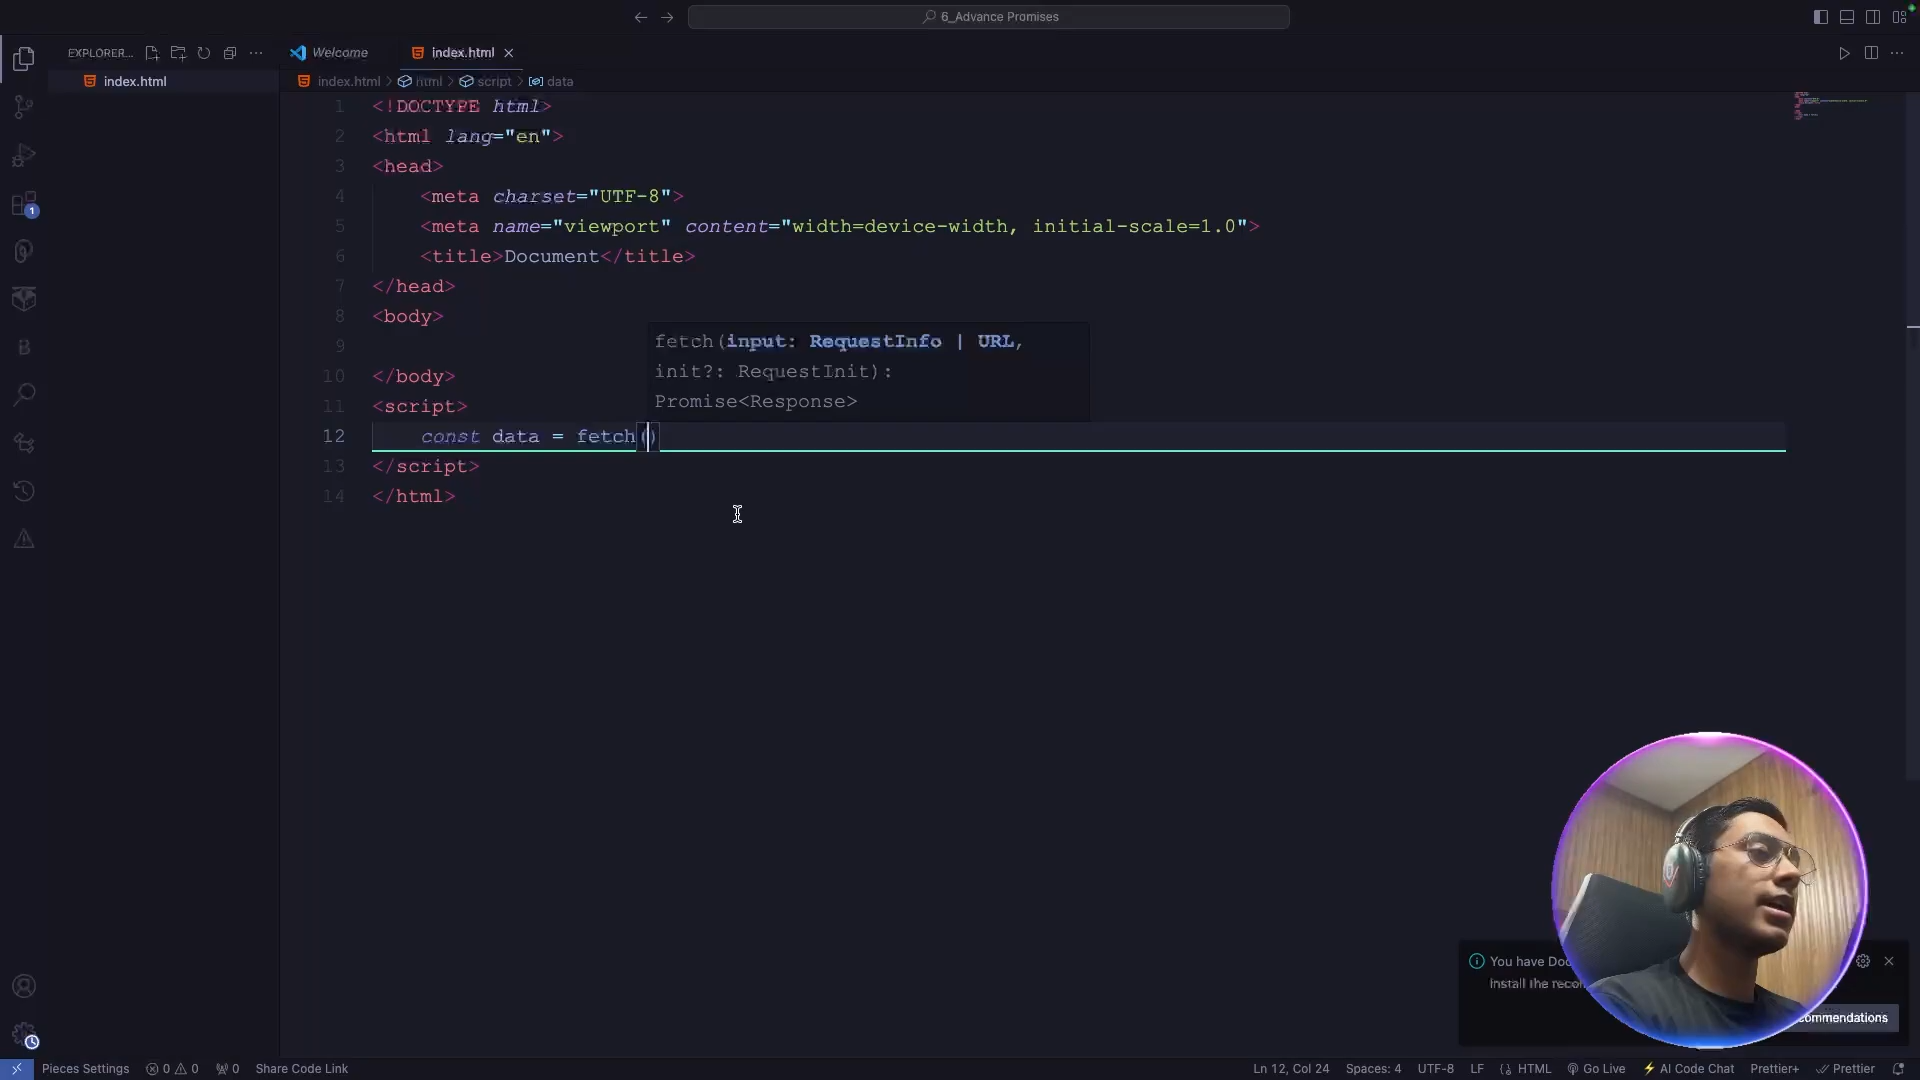 6_Advance Promises
EXPLORER...
Welcome
index.html
index.html
index.html > html > script > data
1 <!DOCTYPE html>
2 <html lang="en">
3 <head>
4 <meta charset="UTF-8">
5 <meta name="viewport" content="width=device-width, initial-scale=1.0">
6 <title>Document</title>
7 </head>
8 <body>
9
fetch(input: RequestInfo | URL,
init?: RequestInit):
Promise<Response>
10 </body>
11 <script>
12 const data = fetch()
13 </script>
14 </html>
1
You have Doc
install the recon
ommendations
Pieces Settings
0 0
0
Share Code Link
Ln 12, Col 24
Spaces: 4
UTF-8
LF
HTML
Go Live
AI Code Chat
Prettier+
Prettier